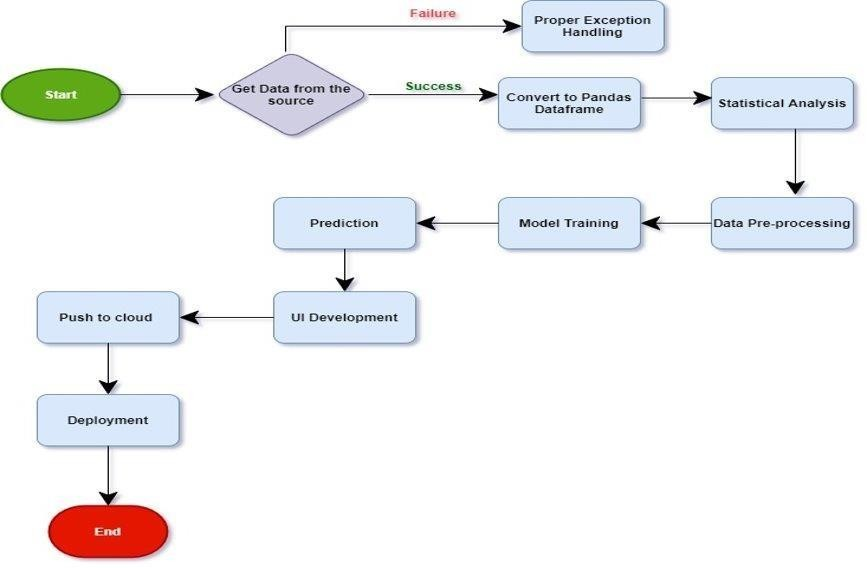 Failure
Proper Exception
Handling
Start
Get Data from the
source
Success
Convert to Pandas
Dataframe
Statistical Analysis
Prediction
Model Training
Data Pre-processing
Push to cloud
UI Development
Deployment
End